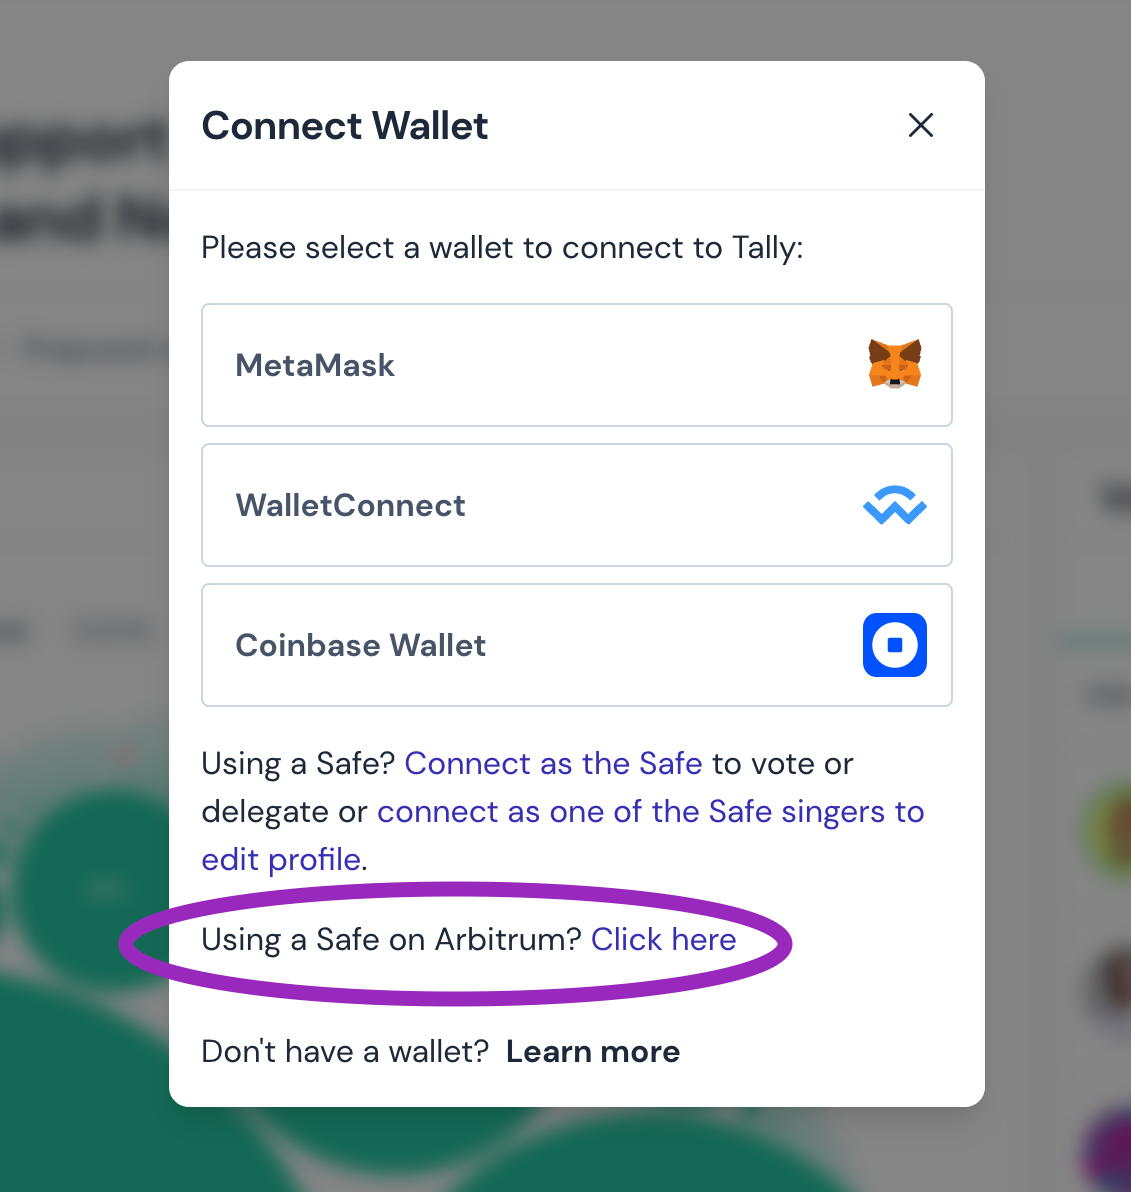 Connect Wallet
Please select a wallet to connect to Tally:
MetaMask
WalletConnect
Coinbase Wallet
Using a Safe? Connect as the Safe to vote or
delegate or connect as one of the Safe singers to
edit profile.
Using a Safe on Arbitrum? Click here
Don't have a wallet? Learn more